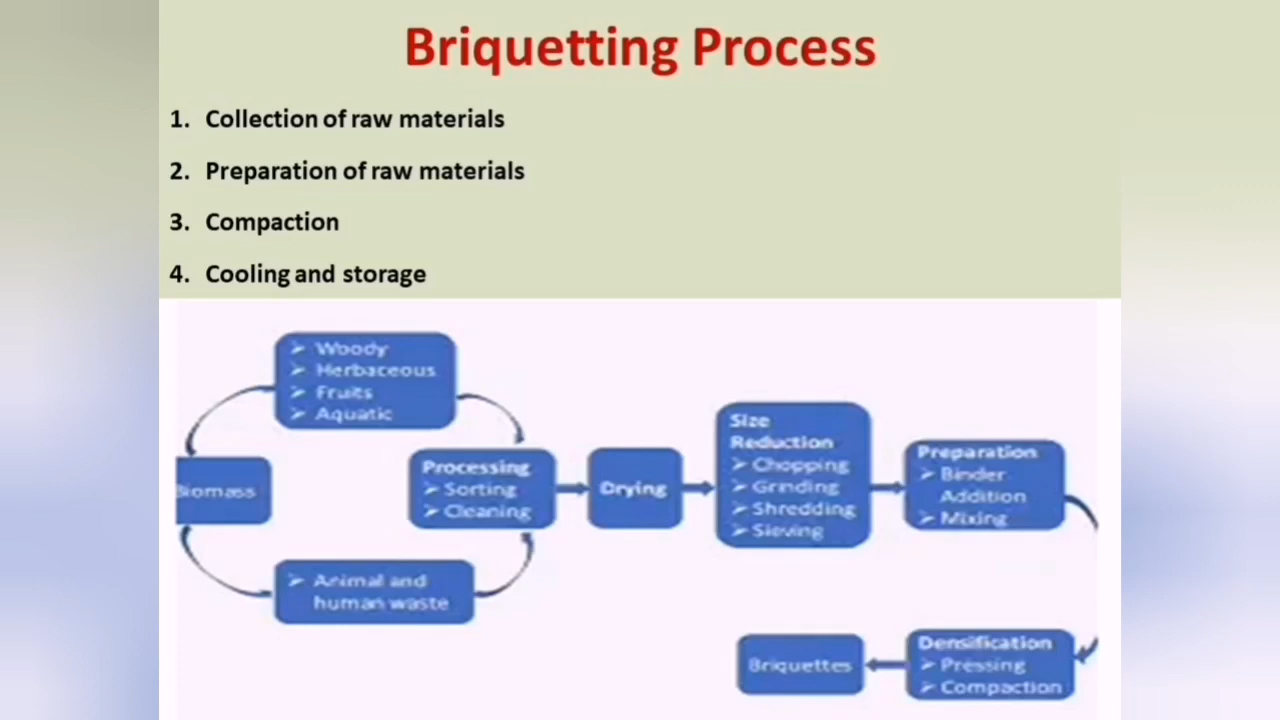 Briquetting Process
1. Collection of raw materials
2. Preparation of raw materials
3. Compaction
4. Cooling and storage
➢ Woody
➢ Herbaceous
➢ Fruits
➢ Aquatic
Biomass
➢ Animal and
human waste
Processing
➢ Sorting
➢ Cleaning
Drying
Size
Reduction
➢ Chopping
➢ Grinding
➢ Shredding
➢ Sieving
Preparation
➢ Binder
Addition
➢ Mixing
Densification
➢ Pressing
➢ Compaction
Briquettes